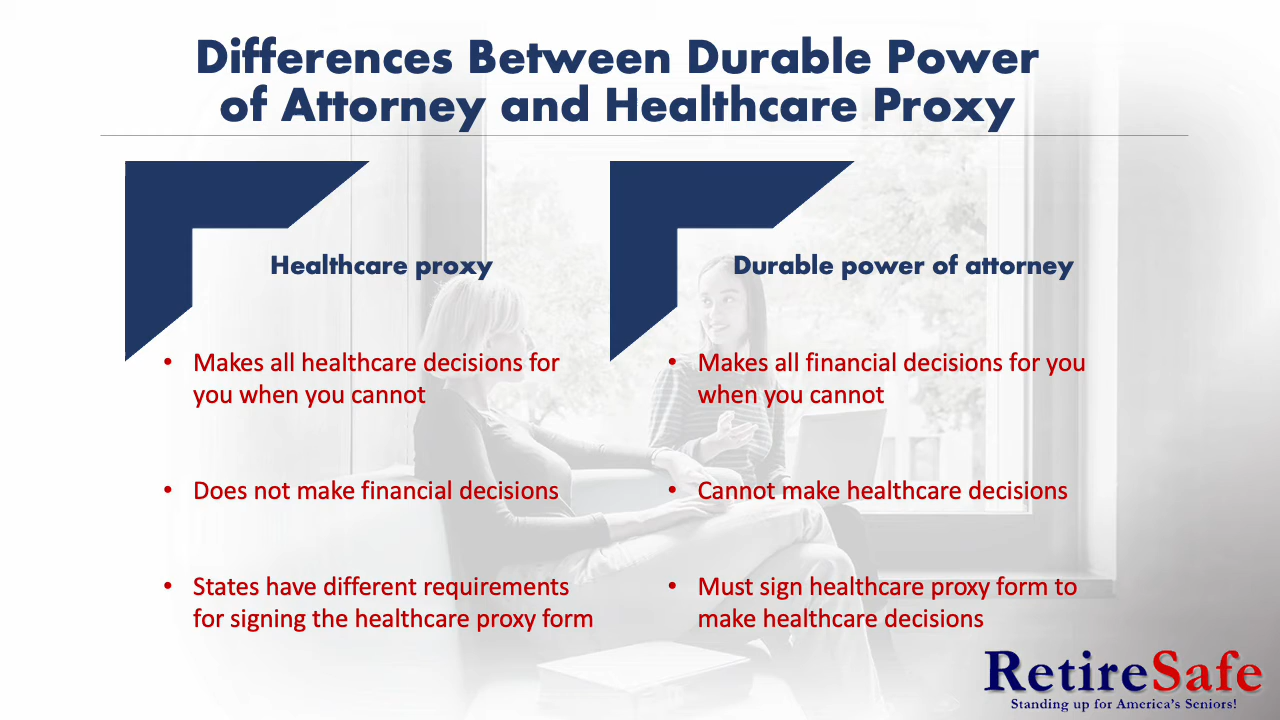 Differences Between Durable Power
of Attorney and Healthcare Proxy
Healthcare proxy
• Makes all healthcare decisions for
you when you cannot
• Does not make financial decisions
• States have different requirements
for signing the healthcare proxy form
Durable power of attorney
• Makes all financial decisions for you
when you cannot
• Cannot make healthcare decisions
• Must sign healthcare proxy form to
make healthcare decisions
RetireSafe
Standing up for America's Seniors!